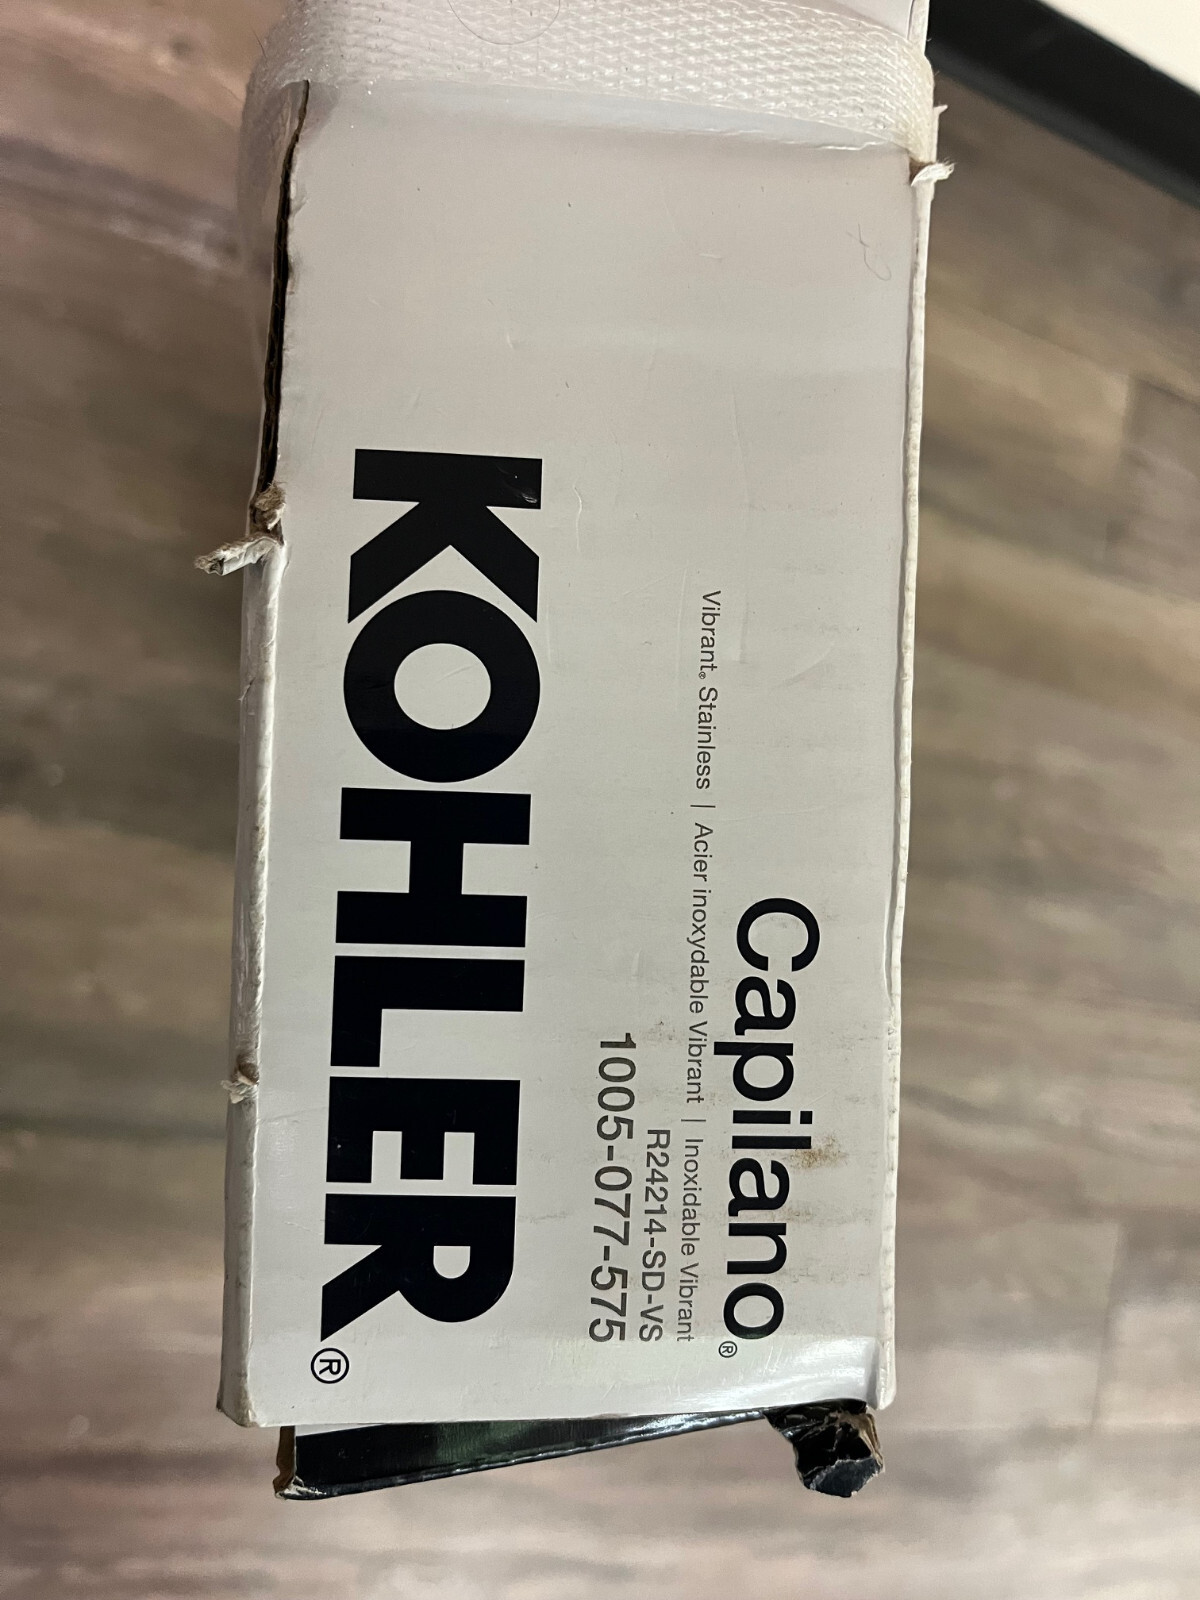 Capilano®
Vibrant® Stainless | Acier inoxydable Vibrant | Inoxidable Vibrant
R24214-SD-VS
1005-077-575
KOHLER®